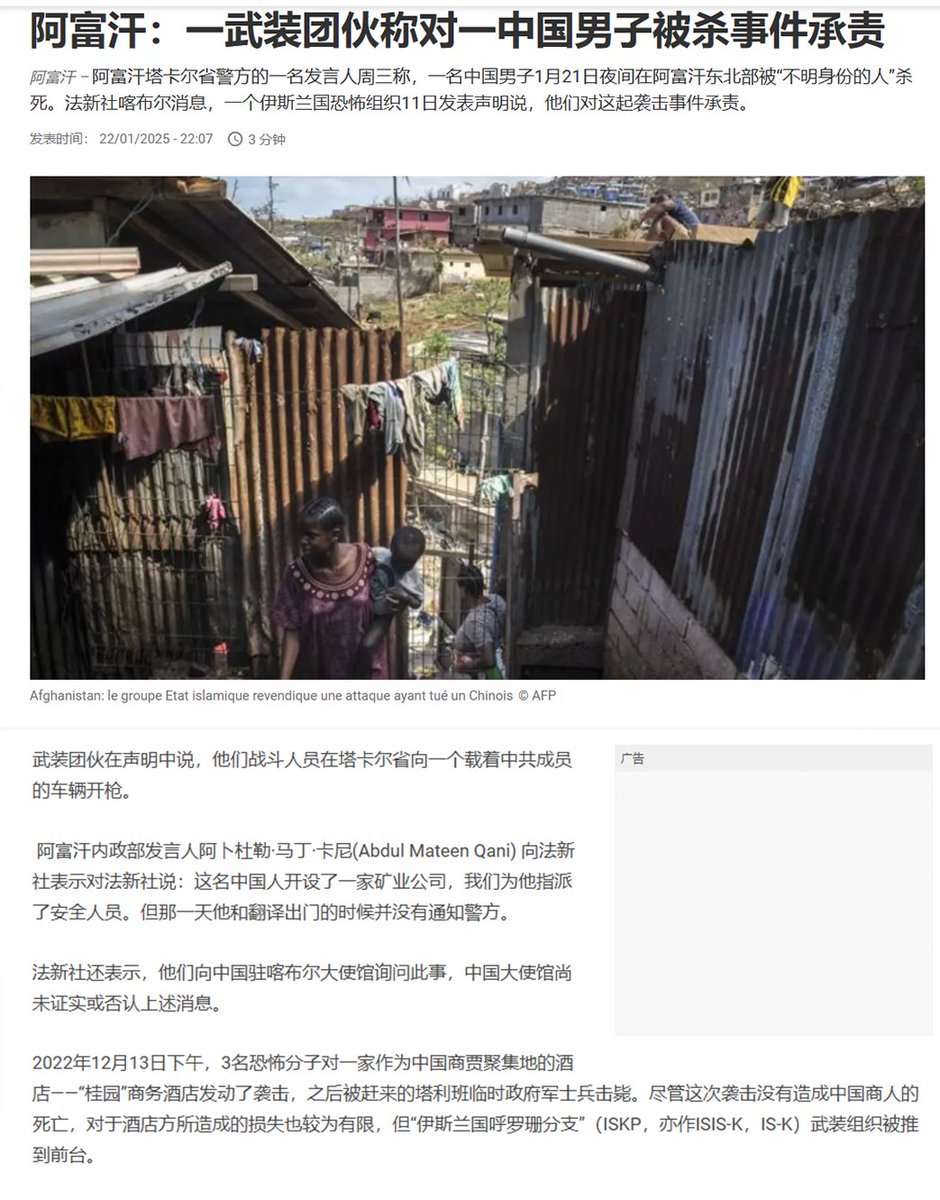 阿富汗：一武装团伙称对一中国男子被杀事件承责
阿富汗 – 阿富汗塔卡尔省警方的一名发言人周三称，一名中国男子1月21日夜间在阿富汗东北部被“不明身份的人”杀
死。法新社喀布尔消息，一个伊斯兰国恐怖组织11日发表声明说，他们对这起袭击事件承责。
发表时间： 22/01/2025 - 22:07 3 分钟
Afghanistan: le groupe Etat islamique revendique une attaque ayant tué un Chinois © AFP
武装团伙在声明中说，他们战斗人员在塔卡尔省向一个载着中共成员
的车辆开枪。
广告
阿富汗内政部发言人阿卜杜勒·马丁·卡尼(Abdul Mateen Qani) 向法新
社表示对法新社说：这名中国人开设了一家矿业公司，我们为他指派
了安全人员。但那一天他和翻译出门的时候并没有通知警方。
法新社还表示，他们向中国驻喀布尔大使馆询问此事，中国大使馆尚
未证实或否认上述消息。
2022年12月13日下午，3名恐怖分子对一家作为中国商贾聚集地的酒
店——“桂园”商务酒店发动了袭击，之后被赶来的塔利班临时政府军士兵击毙。尽管这次袭击没有造成中国商人的
死亡，对于酒店方所造成的损失也较为有限，但“伊斯兰国呼罗珊分支”（ISKP，亦作ISIS-K，IS-K）武装组织被推
到前台。